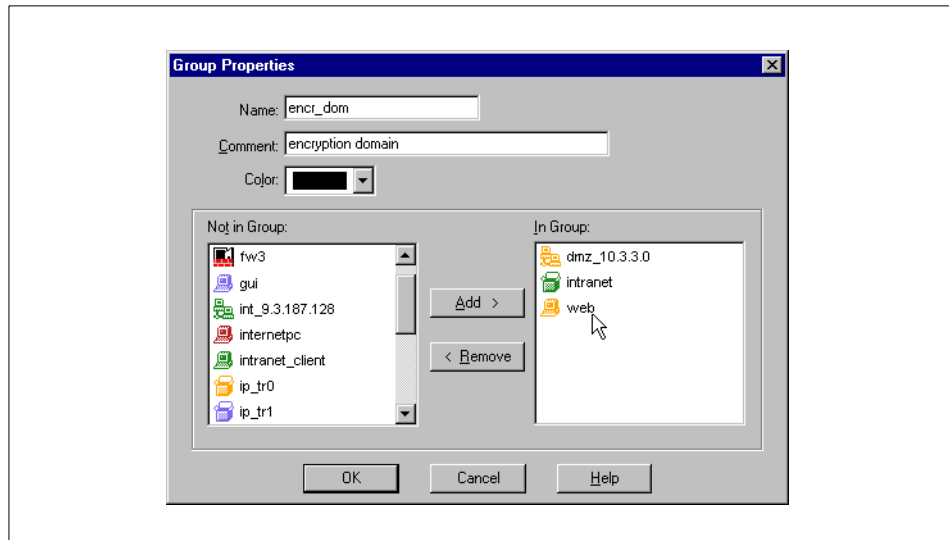 Group Properties
Name: encr_dom
Comment: encryption domain
Color:
Not in Group:
fw3
gui
int_9.3.187.128
internetpc
intranet_client
ip_tr0
ip_tr1
Add >
< Remove
In Group:
dmz_10.3.3.0
intranet
web
OK Cancel Help